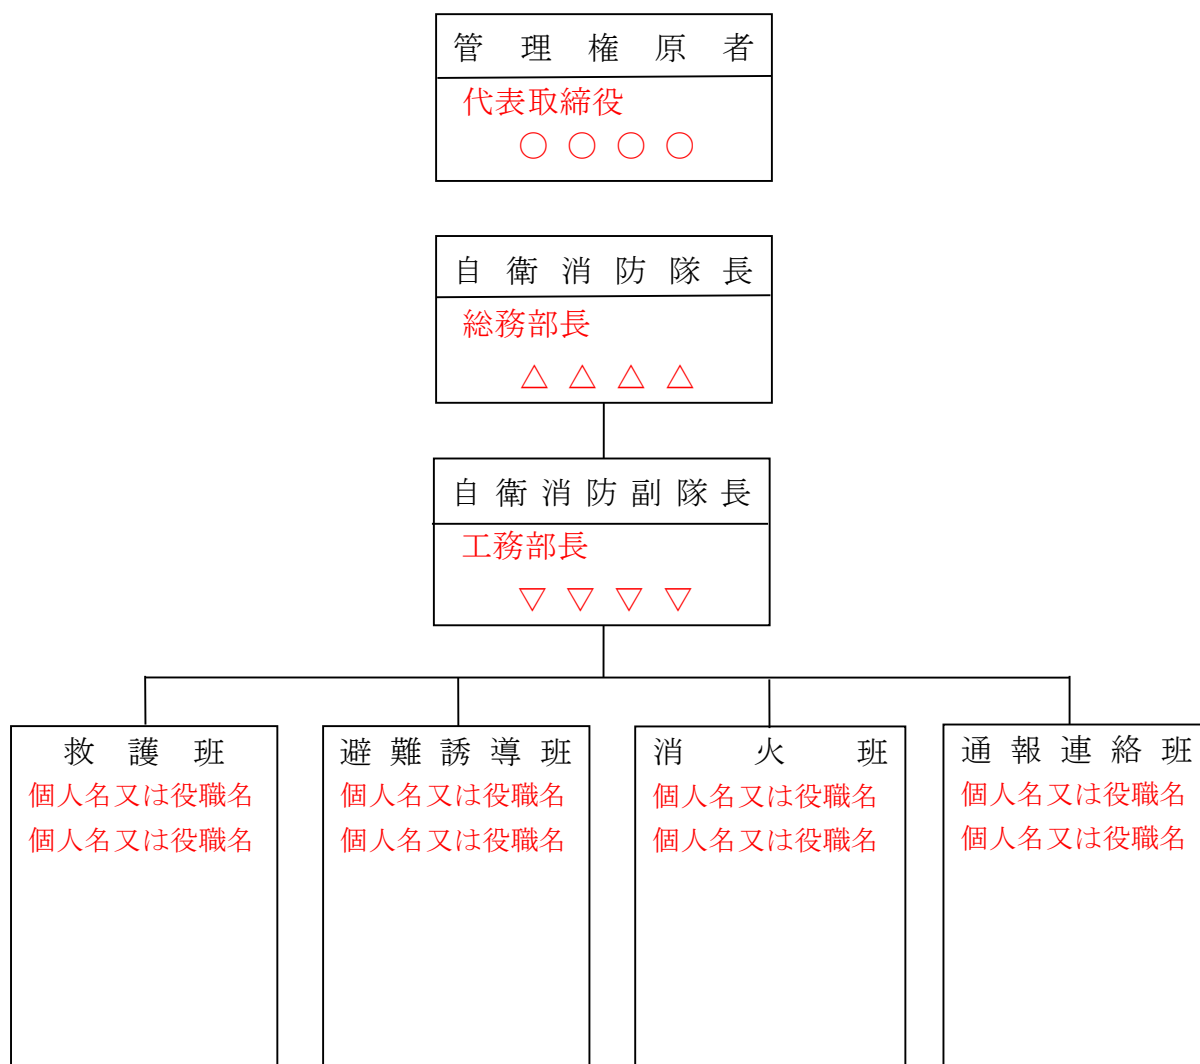 管理権原者
代表取締役
○○○○
自衛消防隊長
総務部長
△△△△
自衛消防副隊長
工務部長
▽▽▽▽
救護班
個人名又は役職名
個人名又は役職名
避難誘導班
個人名又は役職名
個人名又は役職名
消火班
個人名又は役職名
個人名又は役職名
通報連絡班
個人名又は役職名
個人名又は役職名